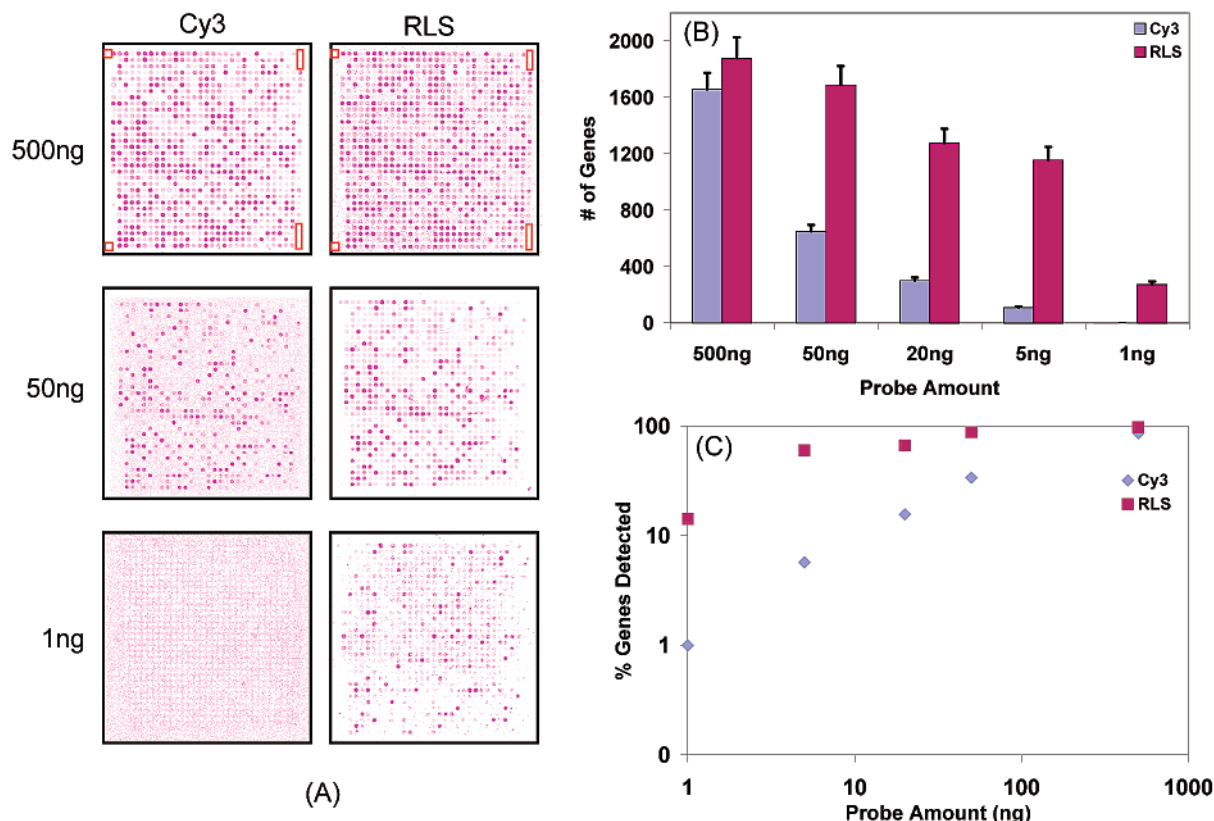 Cy3
RLS
500ng
50ng
1ng
(A)
(B)
Cy3
RLS
# of Genes
2000
1600
1200
800
400
0
500ng
50ng
20ng
5ng
1ng
Probe Amount
(C)
Cy3
RLS
% Genes Detected
100
10
1
0
1
10
100
1000
Probe Amount (ng)